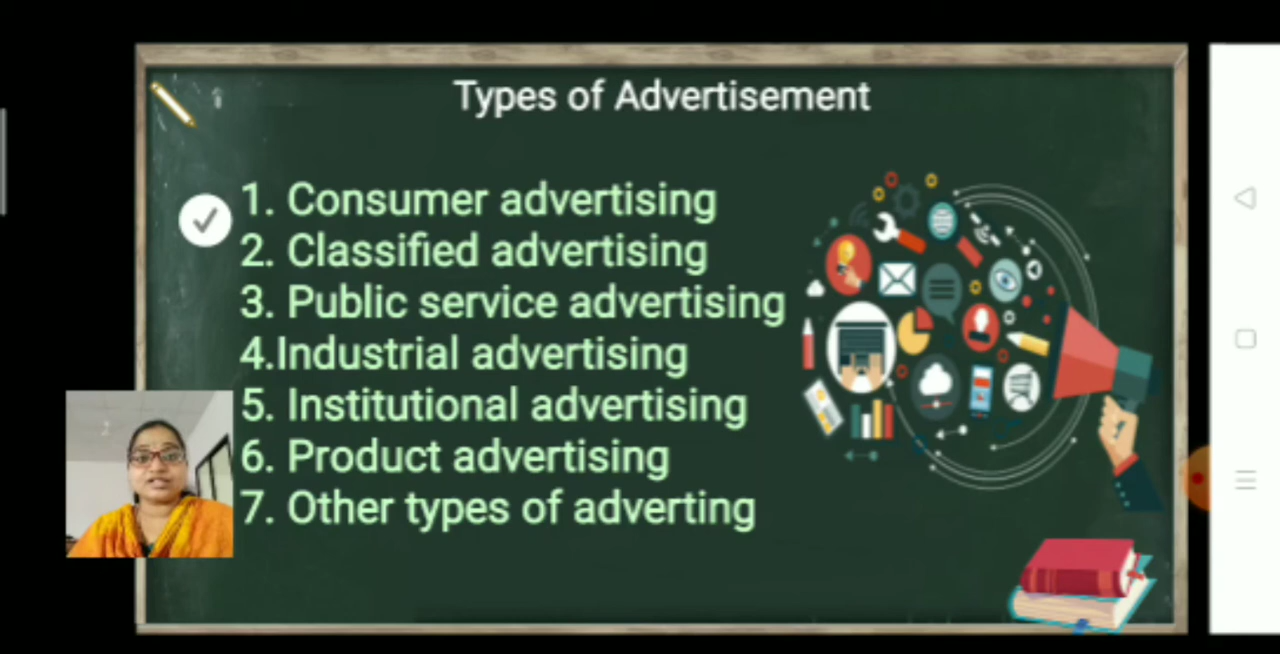 Types of Advertisement
1. Consumer advertising
2. Classified advertising
3. Public service advertising
4.Industrial advertising
5. Institutional advertising
6. Product advertising
7. Other types of adverting